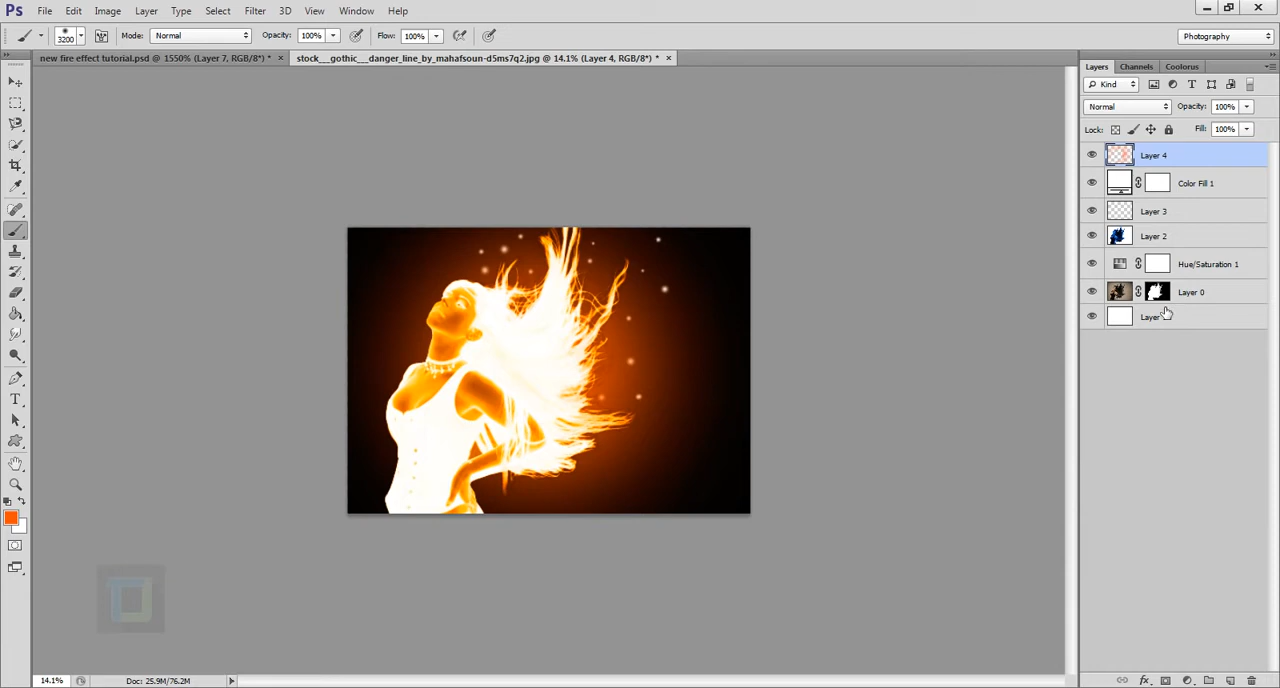 Ps File Edit Image Layer Type Select Filter 3D View Window Help
3200 Mode: Normal Opacity: 100% Flow: 100% Photography
new fire effect tutorial.psd @ 1550% (Layer 7, RGB/8*) * × stock___gothic___danger_line_by_mahafsoun-d5ms7q2.jpg @ 14.1% (Layer 4, RGB/8*) * ×
Layers Channels Coolorus
Kind T
Normal Opacity: 100%
Lock: Fill: 100%
Layer 4
Color Fill 1
Layer 3
Layer 2
Hue/Saturation 1
Layer 0
Layer
T
14.1% Doc: 25.9M/76.2M fx